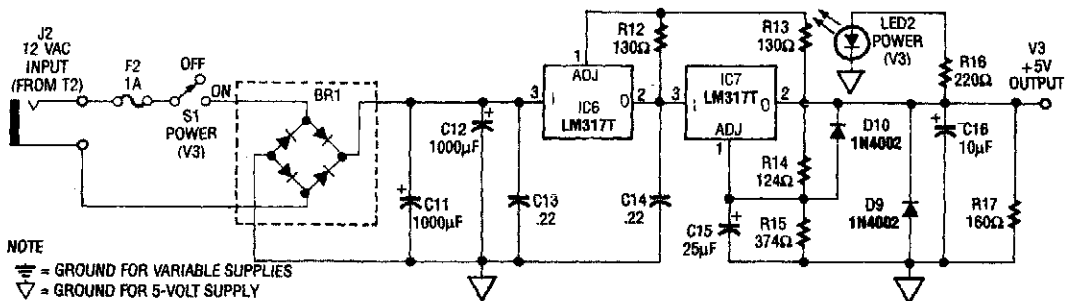 J2
12 VAC
INPUT
(FROM T2)
F2
1A
OFF
ON
S1
POWER
(V3)
BR1
C12
1000µF
C11
1000µF
C13
.22
3
1
ADJ
I
IC6
O
LM317T
2
R12
130Ω
C14
.22
3
IC7
I
LM317T
O
2
ADJ
1
R13
130Ω
LED2
POWER
(V3)
R16
220Ω
V3
+5V
OUTPUT
R14
124Ω
D10
1N4002
C16
10µF
+
+
+
+
C15
25µF
R15
374Ω
D9
1N4002
R17
160Ω
NOTE
= GROUND FOR VARIABLE SUPPLIES
= GROUND FOR 5-VOLT SUPPLY